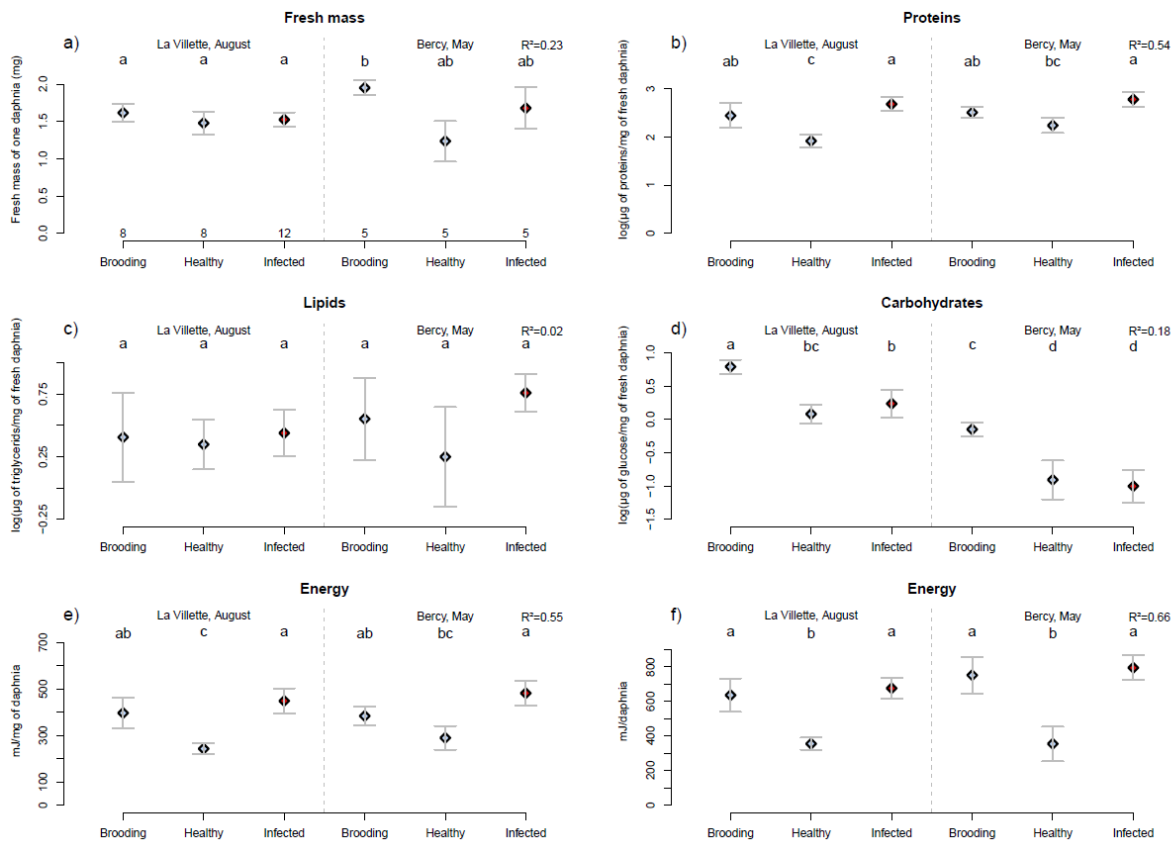 Fresh mass
a)
La Villette, August
Bercy, May
R²=0.23
a a a b ab ab
Fresh mass of one daphnia (mg)
2.0
1.5
1.0
0.5
0.0
8 8 12 5 5 5
Brooding Healthy Infected Brooding Healthy Infected
Proteins
b)
La Villette, August
Bercy, May
R²=0.54
ab c a ab bc a
log(µg of proteins/mg of fresh daphnia)
3
2
1
0
Brooding Healthy Infected Brooding Healthy Infected
Lipids
c)
La Villette, August
Bercy, May
R²=0.02
a a a a a a
log(µg of triglycerids/mg of fresh daphnia)
0.75
0.25
−0.25
Brooding Healthy Infected Brooding Healthy Infected
Carbohydrates
d)
La Villette, August
Bercy, May
R²=0.18
a bc b c d d
log(µg of glucose/mg of fresh daphnia)
1.0
0.5
0.0
−0.5
−1.0
−1.5
Brooding Healthy Infected Brooding Healthy Infected
Energy
e)
La Villette, August
Bercy, May
R²=0.55
ab c a ab bc a
mJ/mg of daphnia
700
500
300
100
0
Brooding Healthy Infected Brooding Healthy Infected
Energy
f)
La Villette, August
Bercy, May
R²=0.66
a b a a b a
mJ/daphnia
800
600
400
200
0
Brooding Healthy Infected Brooding Healthy Infected